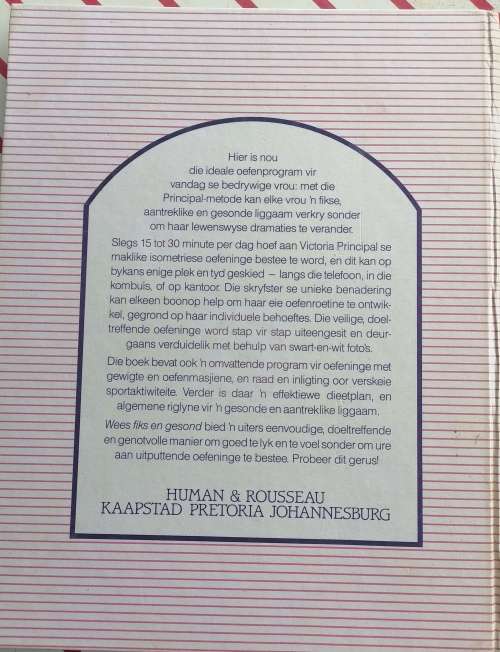 Hier is nou
die ideale oefenprogram vir
vandag se bedrywige vrou: met die
Principal-metode kan elke vrou 'n fikse,
aantreklike en gesonde liggaam verkry sonder
om haar lewenswyse dramaties te verander.
Slegs 15 tot 30 minute per dag hoef aan Victoria Principal se
maklike isometriese oefeninge bestee te word, en dit kan op
bykans enige plek en tyd geskied — langs die telefoon, in die
kombuis, of op kantoor. Die skryfster se unieke benadering
kan elkeen boonop help om haar eie oefenroetine te ontwik-
kel, gegrond op haar individuele behoeftes. Die veilige, doel-
treffende oefeninge word stap vir stap uiteengesit en deur-
gaans verduidelik met behulp van swart-en-wit foto's.
Die boek bevat ook 'n omvattende program vir oefeninge met
gewigte en oefenmasjiene, en raad en inligting oor verskeie
sportaktiwiteite. Verder is daar 'n effektiewe dieetplan, en
algemene riglyne vir 'n gesonde en aantreklike liggaam.
Wees fiks en gesond bied 'n uiters eenvoudige, doeltreffende
en genotvolle manier om goed te lyk en te voel sonder om ure
aan uitputtende oefeninge te bestee. Probeer dit gerus!
HUMAN & ROUSSEAU
KAAPSTAD PRETORIA JOHANNESBURG